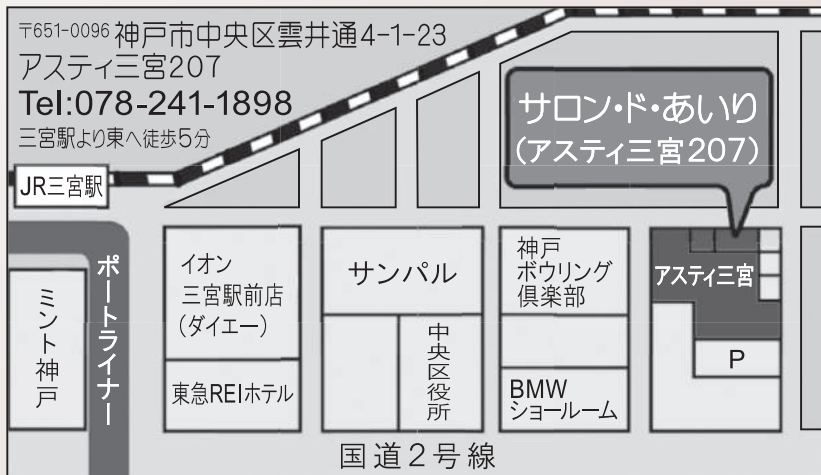 〒651-0096 神戸市中央区雲井通4-1-23
アスティ三宮207
Tel:078-241-1898
三宮駅より東へ徒歩5分
サロン・ド・あいり
(アスティ三宮207)
JR三宮駅
ポートライナー
ミント神戸
イオン
三宮駅前店
(ダイエー)
東急REIホテル
サンパル
中央区役所
神戸
ボウリング
倶楽部
BMW
ショールーム
アスティ三宮
P
国道2号線